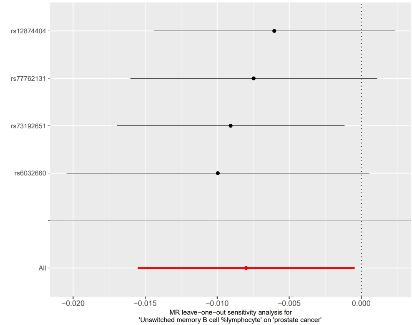 rs12874404
rs77762131
rs73192651
rs6032660
All
−0.020
−0.015
−0.010
−0.005
0.000
MR leave−one−out sensitivity analysis for
'Unswitched memory B cell %lymphocyte' on 'prostate cancer'